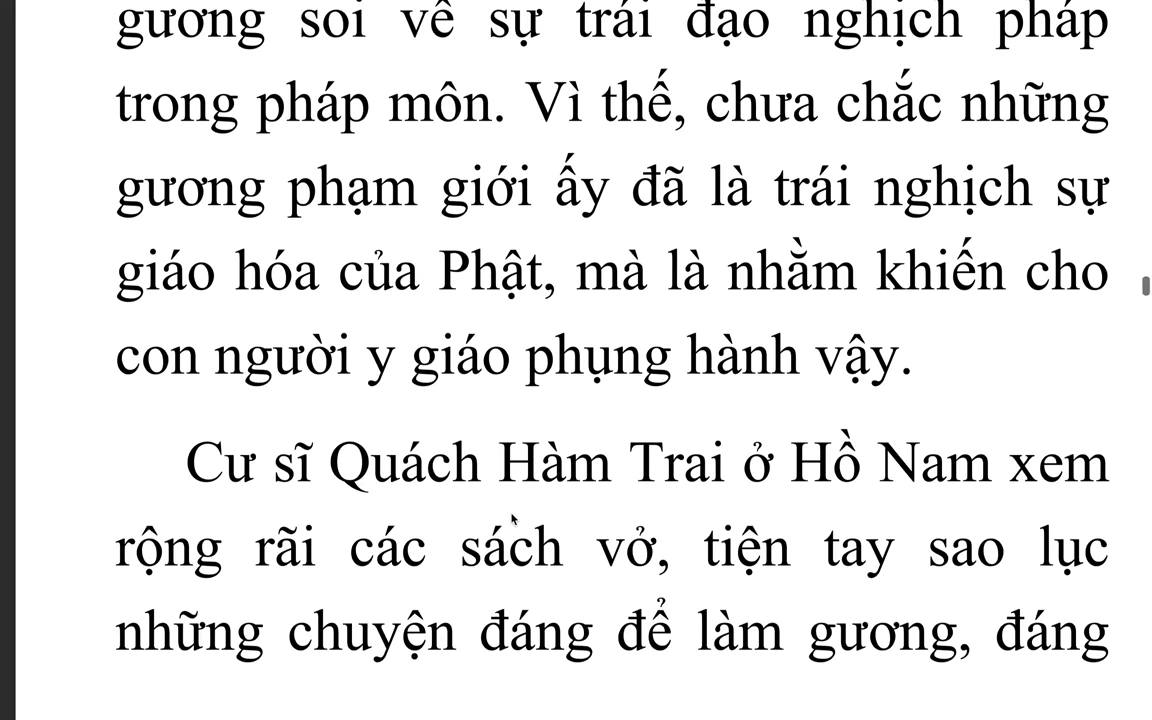 gương soi về sự trái đạo nghịch pháp
trong pháp môn. Vì thế, chưa chắc những
gương phạm giới ấy đã là trái nghịch sự
giáo hóa của Phật, mà là nhằm khiến cho
con người y giáo phụng hành vậy.
Cư sĩ Quách Hàm Trai ở Hồ Nam xem
rộng rãi các sách vở, tiện tay sao lục
những chuyện đáng để làm gương, đáng